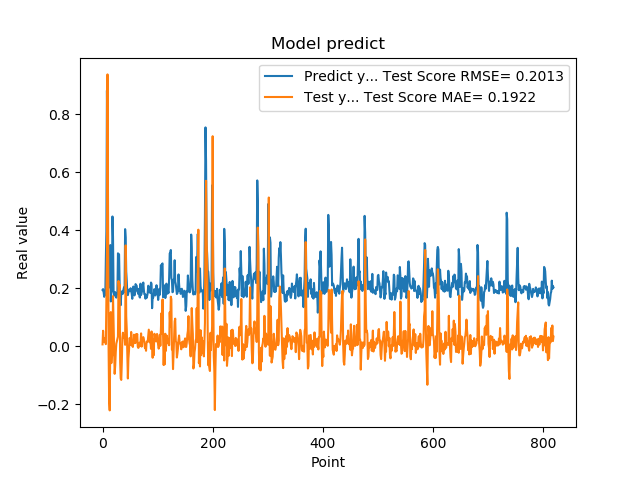 Model predict
Predict y... Test Score RMSE= 0.2013
Test y... Test Score MAE= 0.1922
0.8
0.6
0.4
0.2
0.0
−0.2
Real value
0 200 400 600 800
Point